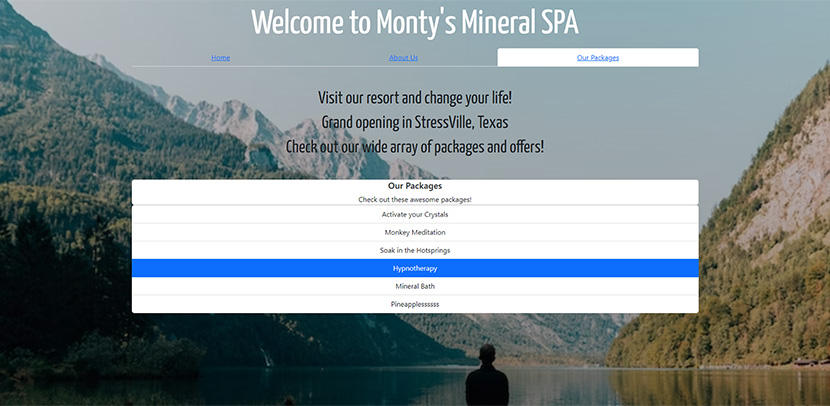 Welcome to Monty's Mineral SPA
Home About Us Our Packages
Visit our resort and change your life!
Grand opening in StressVille, Texas
Check out our wide array of packages and offers!
Our Packages
Check out these awesome packages!
Activate your Crystals
Monkey Meditation
Soak in the Hotsprings
Hypnotherapy
Mineral Bath
Pineapplessssss